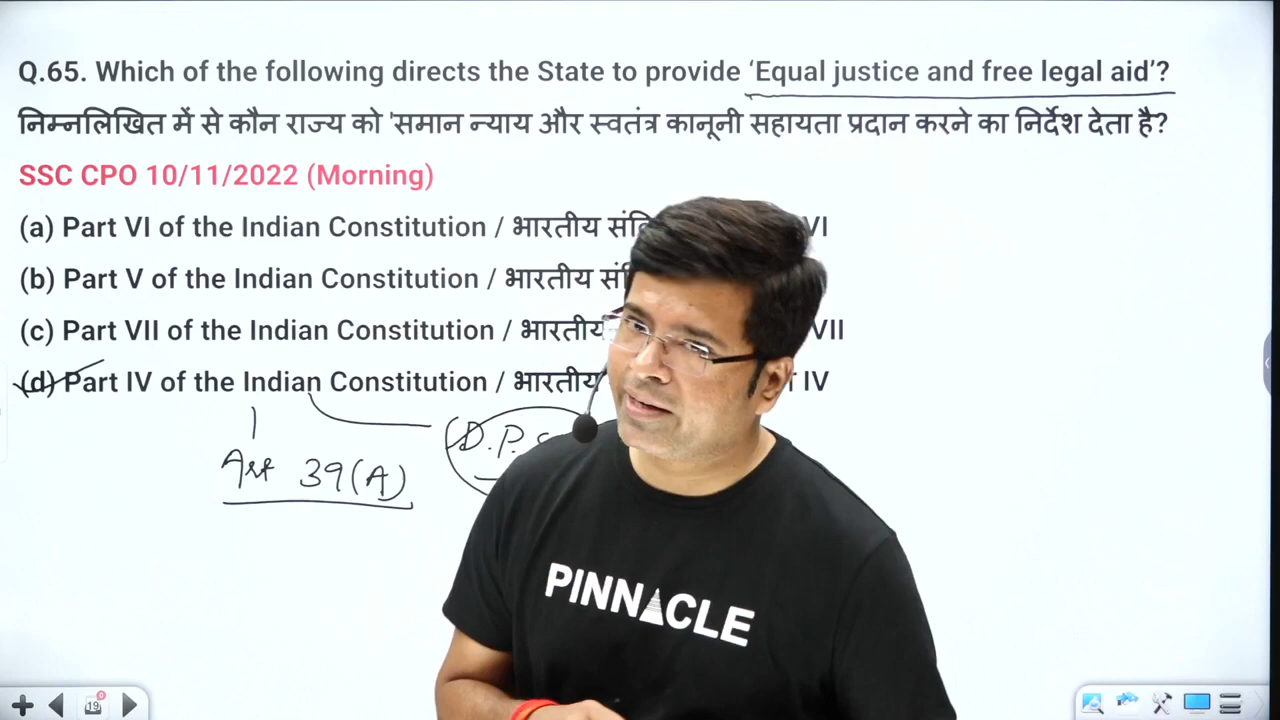 Q.65. Which of the following directs the State to provide ‘Equal justice and free legal aid’?
निम्नलिखित में से कौन राज्य को 'समान न्याय और स्वतंत्र कानूनी सहायता प्रदान करने का निर्देश देता है?
SSC CPO 10/11/2022 (Morning)
(a) Part VI of the Indian Constitution / भारतीय VI
(b) Part V of the Indian Constitution / भारतीय
(c) Part VII of the Indian Constitution / भारतीय VII
(d) Part IV of the Indian Constitution / भारतीय IV
Art 39(A) D.P.
PINNACLE
19